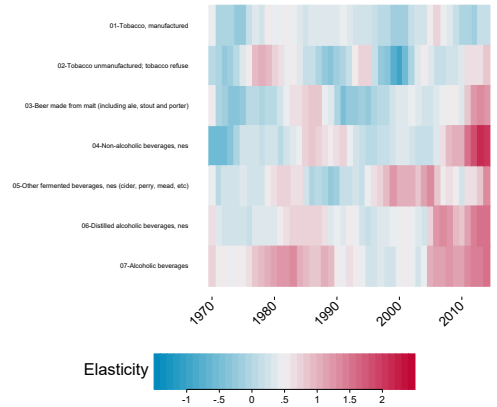 01-Tobacco, manufactured
02-Tobacco unmanufactured; tobacco refuse
03-Beer made from malt (including ale, stout and porter)
04-Non-alcoholic beverages, nes
05-Other fermented beverages, nes (cider, perry, mead, etc)
06-Distilled alcoholic beverages, nes
07-Alcoholic beverages
1970 1980 1990 2000 2010
Elasticity
-1 -.5 0 .5 1 1.5 2